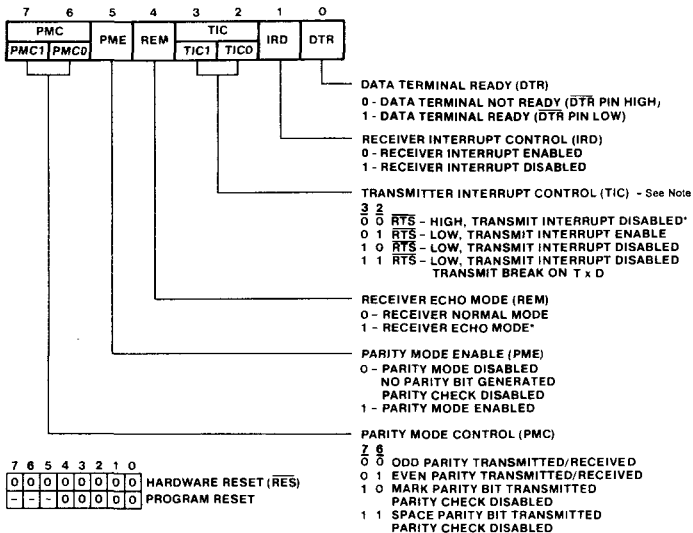 7 6 5 4 3 2 1 0
PMC PME REM TIC IRD DTR
PMC1 PMC0 TIC1 TIC0
DATA TERMINAL READY (DTR)
0 - DATA TERMINAL NOT READY (DTR PIN HIGH)
1 - DATA TERMINAL READY (DTR PIN LOW)
RECEIVER INTERRUPT CONTROL (IRD)
0 - RECEIVER INTERRUPT ENABLED
1 - RECEIVER INTERRUPT DISABLED
TRANSMITTER INTERRUPT CONTROL (TIC) - See Note
3 2
0 0 RTS - HIGH, TRANSMIT INTERRUPT DISABLED*
0 1 RTS - LOW, TRANSMIT INTERRUPT ENABLE
1 0 RTS - LOW, TRANSMIT INTERRUPT DISABLED
1 1 RTS - LOW, TRANSMIT INTERRUPT DISABLED
TRANSMIT BREAK ON T x D
RECEIVER ECHO MODE (REM)
0 - RECEIVER NORMAL MODE
1 - RECEIVER ECHO MODE*
PARITY MODE ENABLE (PME)
0 - PARITY MODE DISABLED
NO PARITY BIT GENERATED
PARITY CHECK DISABLED
1 - PARITY MODE ENABLED
PARITY MODE CONTROL (PMC)
7 6
0 0 ODD PARITY TRANSMITTED/RECEIVED
0 1 EVEN PARITY TRANSMITTED/RECEIVED
1 0 MARK PARITY BIT TRANSMITTED
PARITY CHECK DISABLED
1 1 SPACE PARITY BIT TRANSMITTED
PARITY CHECK DISABLED
7 6 5 4 3 2 1 0
0 0 0 0 0 0 0 0 HARDWARE RESET (RES)
- - - 0 0 0 0 0 PROGRAM RESET